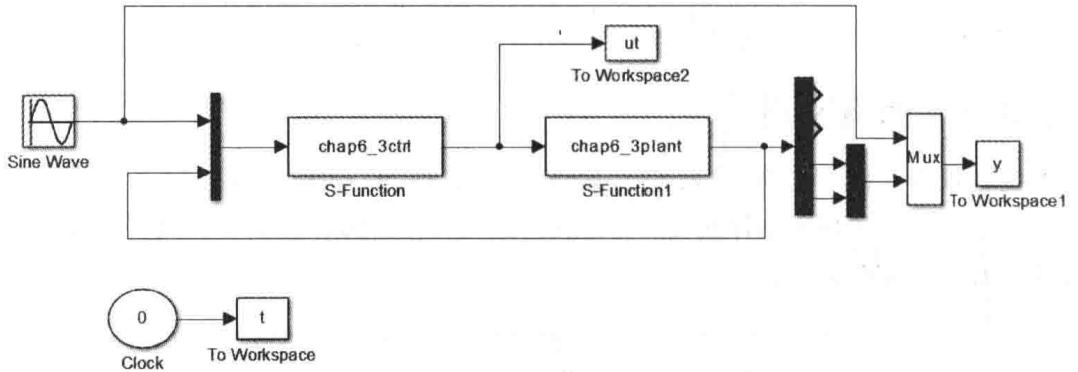 ut
To Workspace2
Sine Wave
chap6_3ctrl
S-Function
chap6_3plant
S-Function1
Mux
y
To Workspace1
0
Clock
t
To Workspace